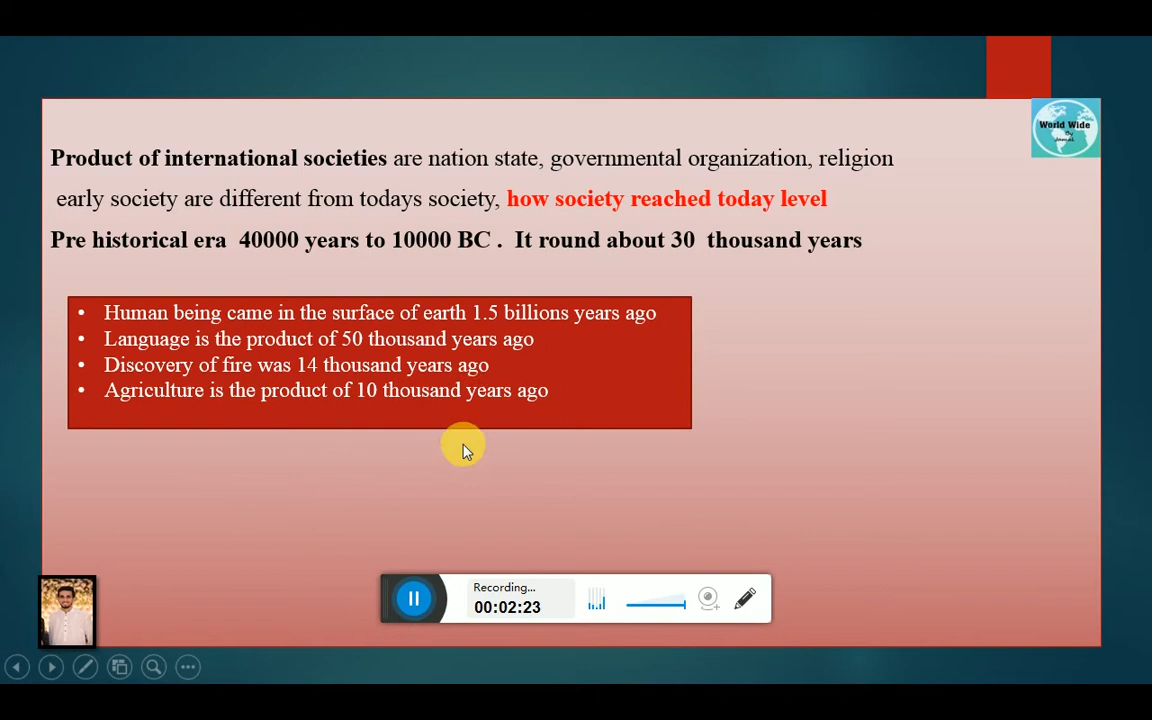 World Wide
By
Product of international societies are nation state, governmental organization, religion
early society are different from todays society, how society reached today level
Pre historical era 40000 years to 10000 BC . It round about 30 thousand years
• Human being came in the surface of earth 1.5 billions years ago
• Language is the product of 50 thousand years ago
• Discovery of fire was 14 thousand years ago
• Agriculture is the product of 10 thousand years ago
Recording...
00:02:23